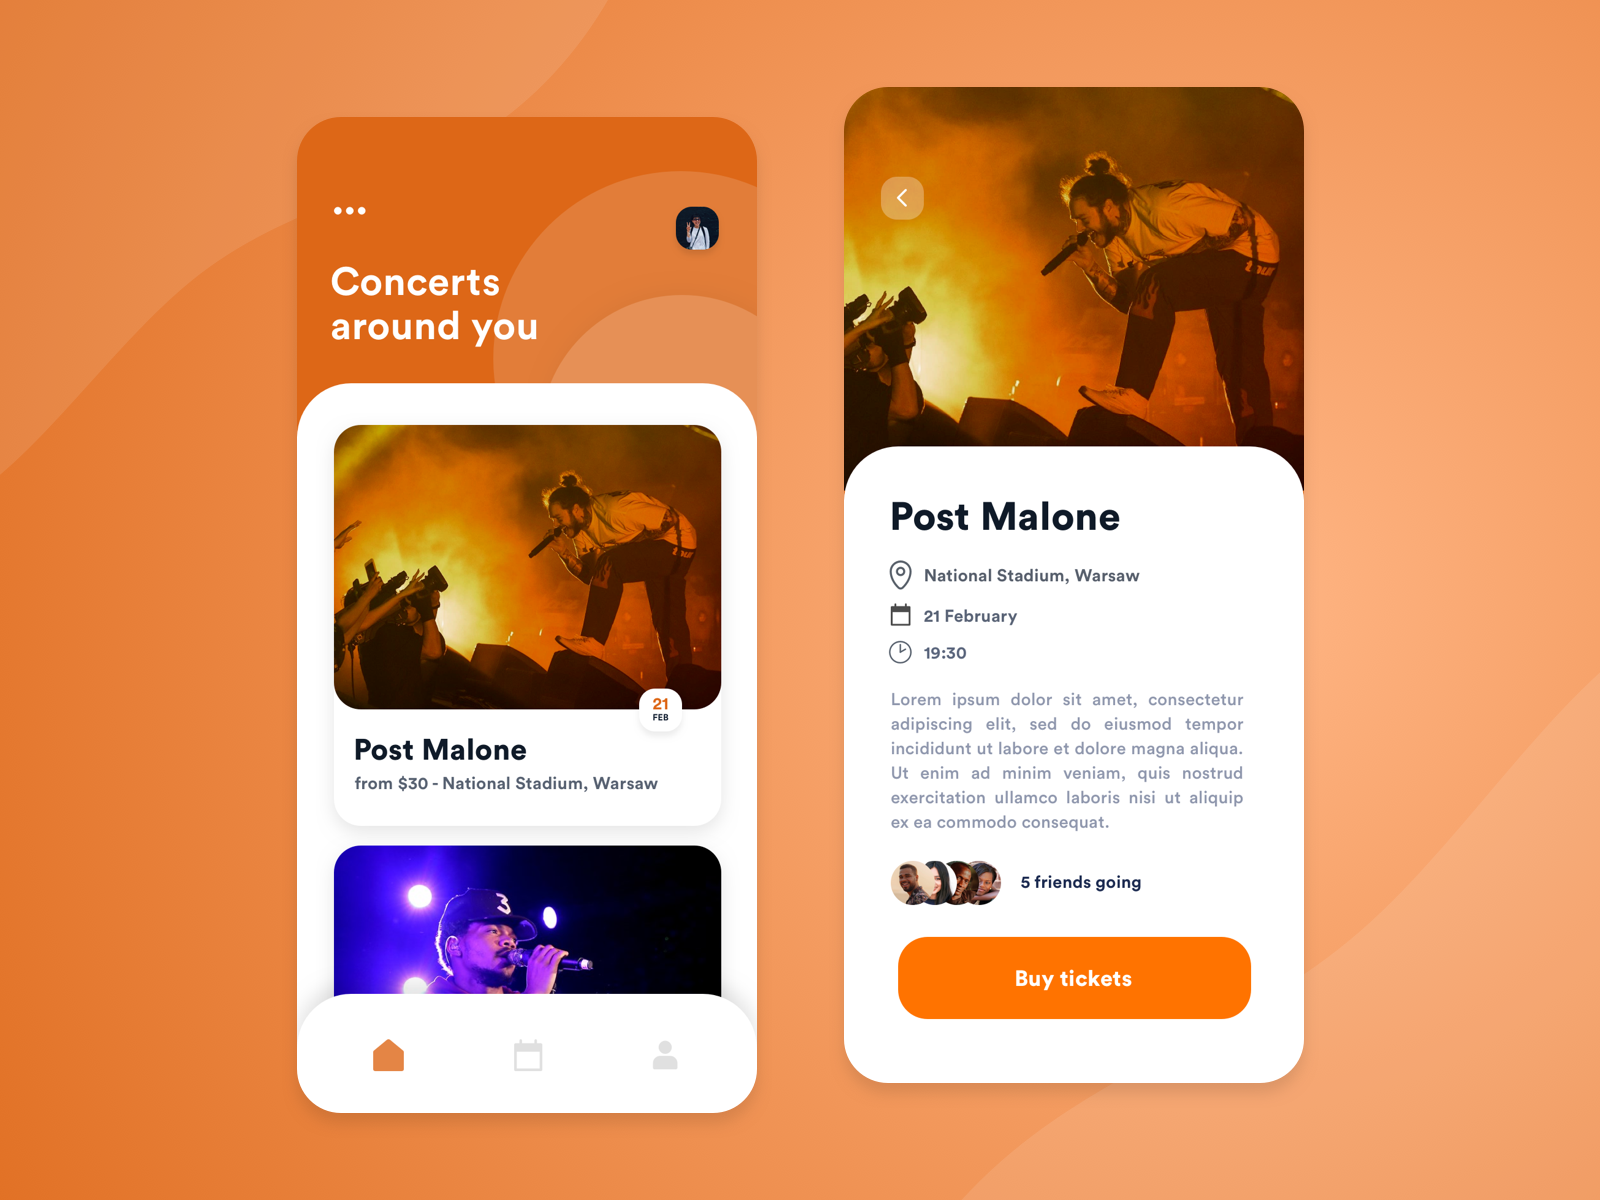 Concerts
around you
21
FEB
Post Malone
from $30 - National Stadium, Warsaw
3
Post Malone
National Stadium, Warsaw
21 February
19:30
Lorem ipsum dolor sit amet, consectetur
adipiscing elit, sed do eiusmod tempor
incididunt ut labore et dolore magna aliqua.
Ut enim ad minim veniam, quis nostrud
exercitation ullamco laboris nisi ut aliquip
ex ea commodo consequat.
5 friends going
Buy tickets